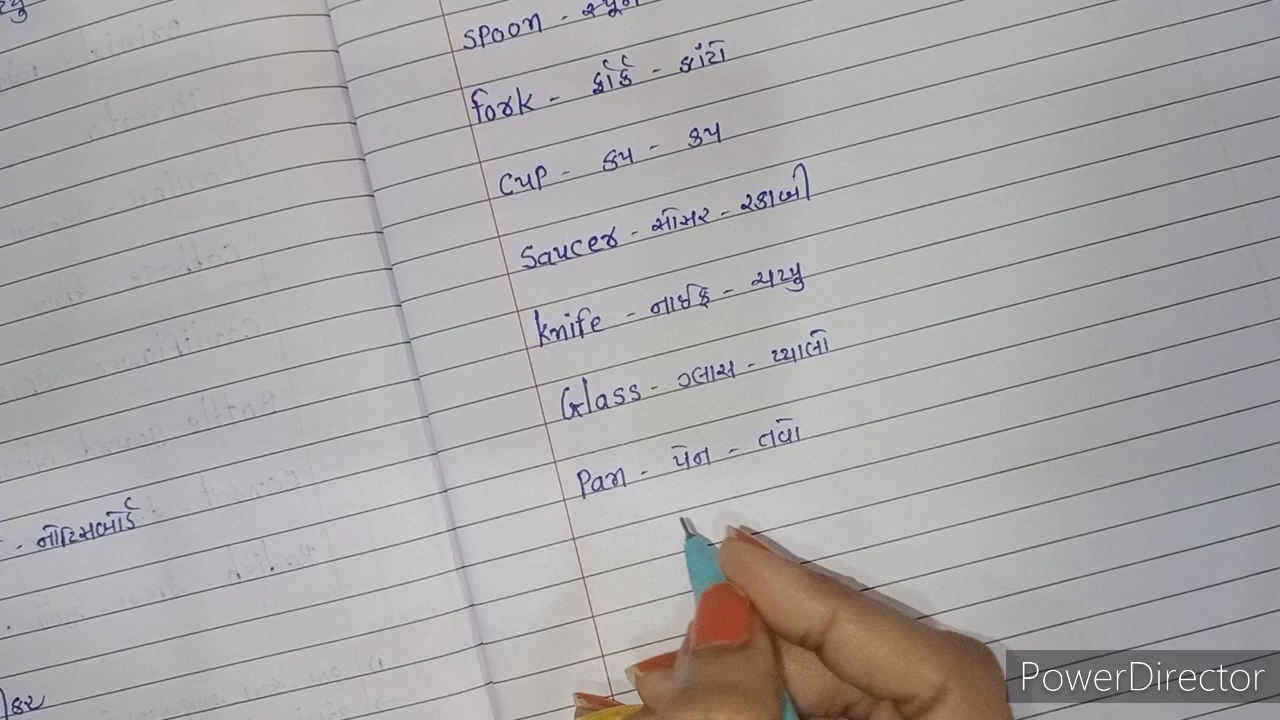 Spoon - સ્પૂન
fork - ફોર્ક - કાંટો
cup - કપ - કપ
Saucer - સોસર - રકાબી
knife - નાઈફ - ચપ્પુ
Glass - ગ્લાસ - પ્યાલો
Pan - પેન - તવો
- નોટિસબોર્ડ
PowerDirector